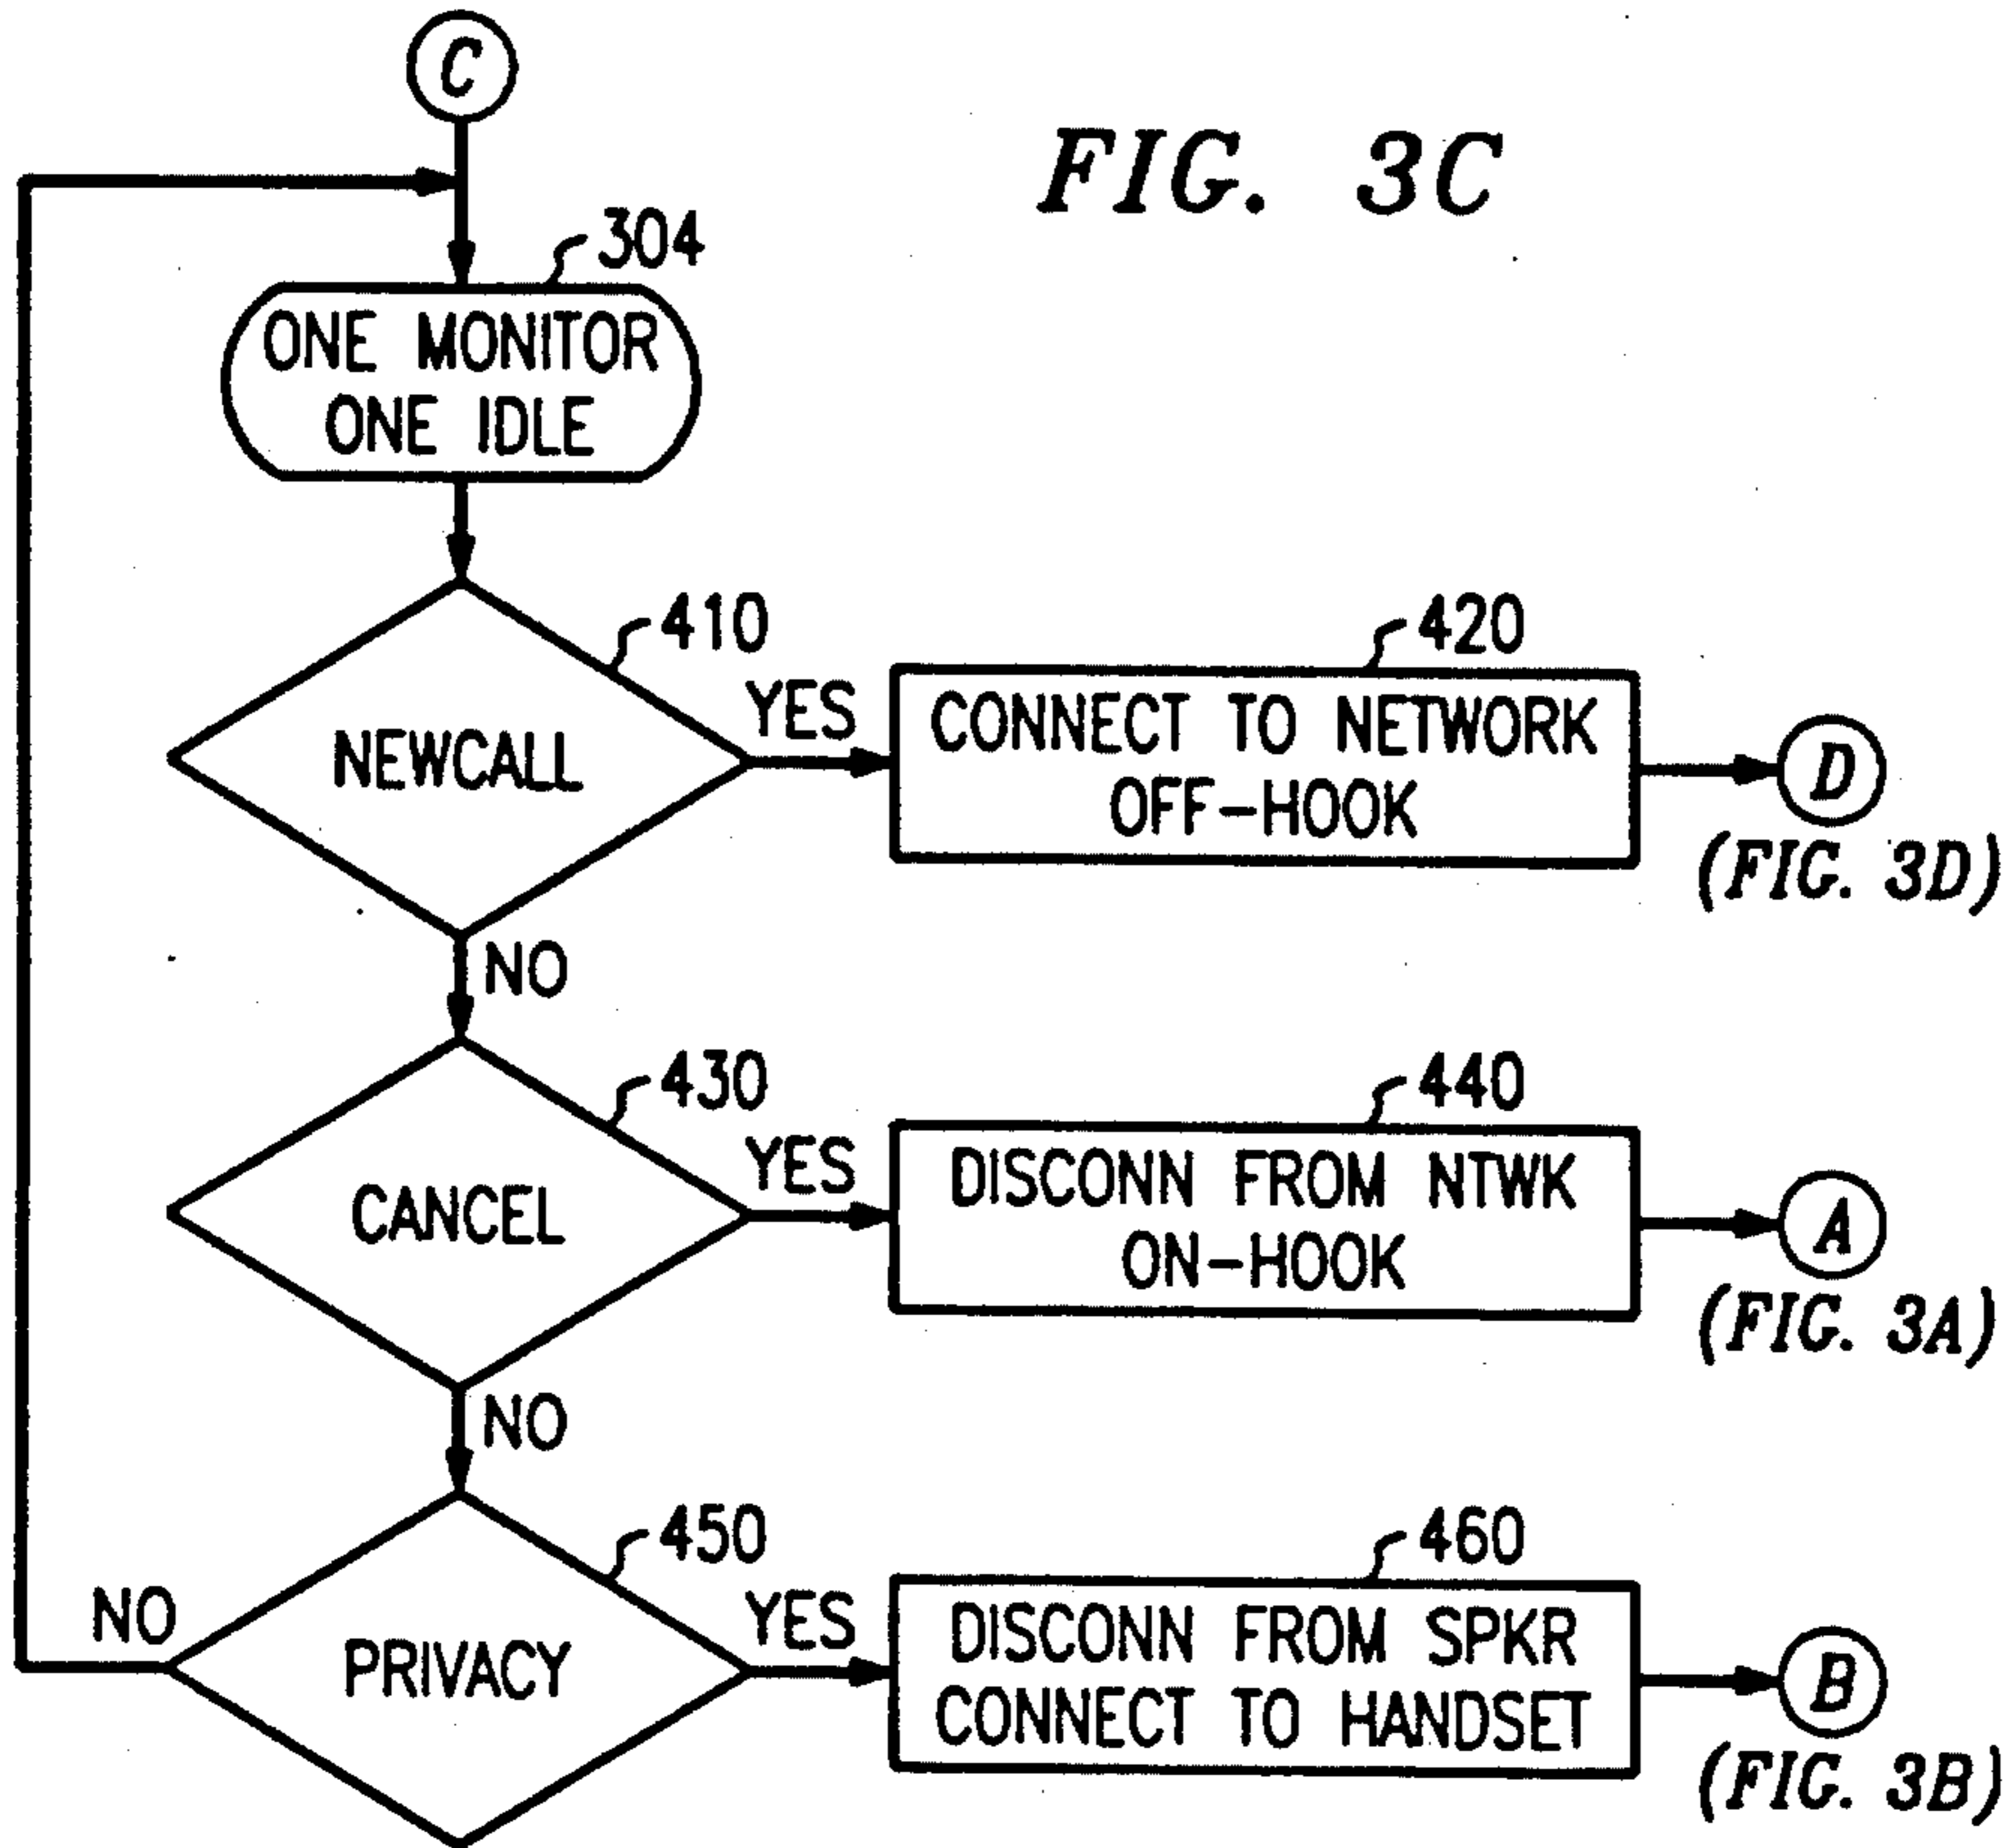 C
FIG. 3C
304
ONE MONITOR
ONE IDLE
410
NEWCALL
YES
420
CONNECT TO NETWORK
OFF-HOOK
D
(FIG. 3D)
NO
430
CANCEL
YES
440
DISCONN FROM NTWK
ON-HOOK
A
(FIG. 3A)
NO
450
PRIVACY
NO
YES
460
DISCONN FROM SPKR
CONNECT TO HANDSET
B
(FIG. 3B)